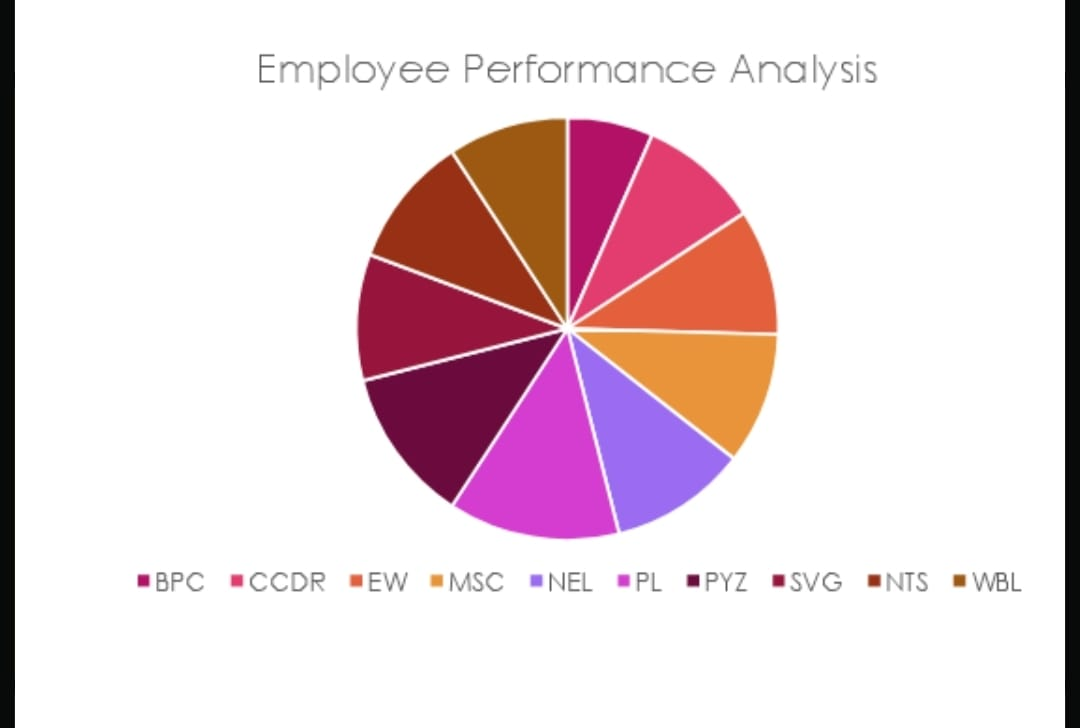 Employee Performance Analysis
BPC CCDR EW MSC NEL PL PYZ SVG NTS WBL